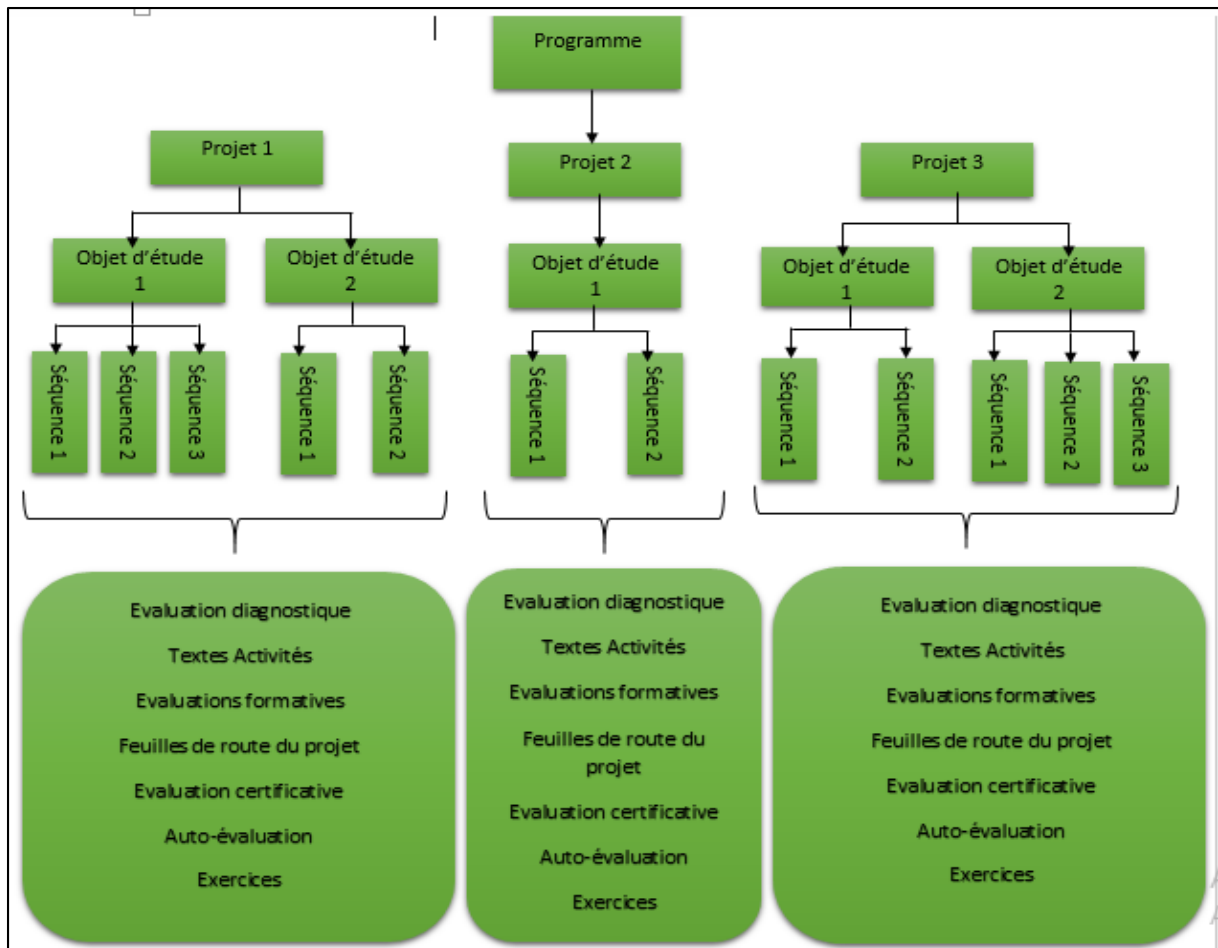 Programme
Projet 1
Projet 2
Projet 3
Objet d'étude
1
Objet d'étude
2
Objet d'étude
1
Objet d'étude
1
Objet d'étude
2
Séquence 1
Séquence 2
Séquence 3
Séquence 1
Séquence 2
Séquence 1
Séquence 2
Séquence 1
Séquence 2
Séquence 1
Séquence 2
Séquence 3
Evaluation diagnostique
Textes Activités
Evaluations formatives
Feuilles de route du projet
Evaluation certificative
Auto-évaluation
Exercices
Evaluation diagnostique
Textes Activités
Evaluations formatives
Feuilles de route du
projet
Evaluation certificative
Auto-évaluation
Exercices
Evaluation diagnostique
Textes Activités
Evaluations formatives
Feuilles de route du projet
Evaluation certificative
Auto-évaluation
Exercices